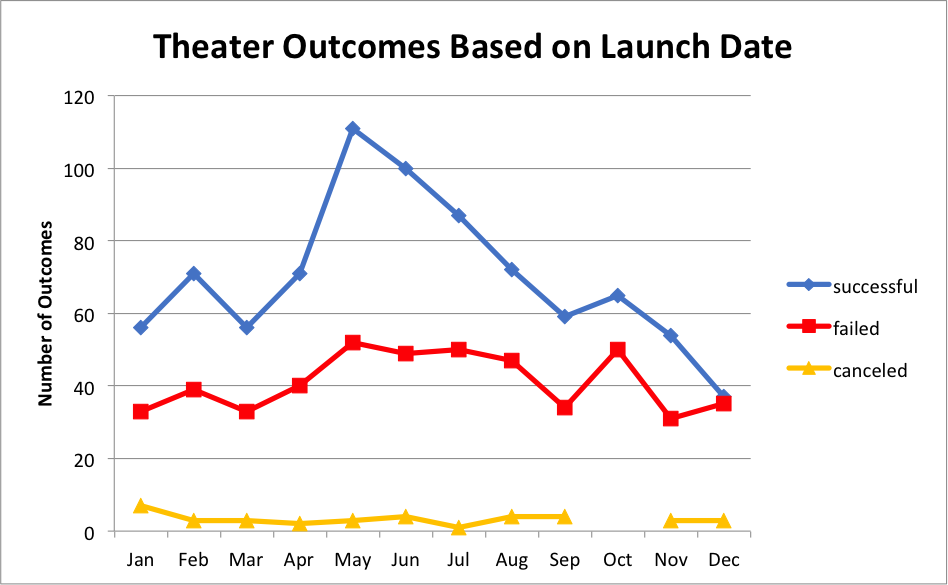 Theater Outcomes Based on Launch Date
120
100
80
60
40
20
0
Number of Outcomes
Jan Feb Mar Apr May Jun Jul Aug Sep Oct Nov Dec
successful
failed
canceled